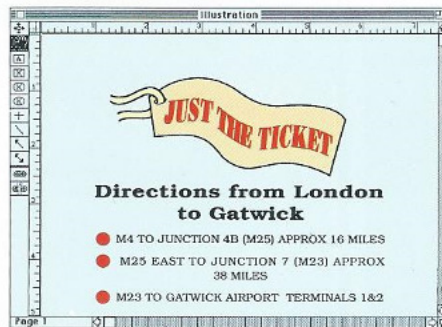 Illustration
JUST THE TICKET
Directions from London
to Gatwick
M4 TO JUNCTION 4B (M25) APPROX 16 MILES
M25 EAST TO JUNCTION 7 (M23) APPROX
38 MILES
M23 TO GATWICK AIRPORT TERMINALS 1&2
Page 1